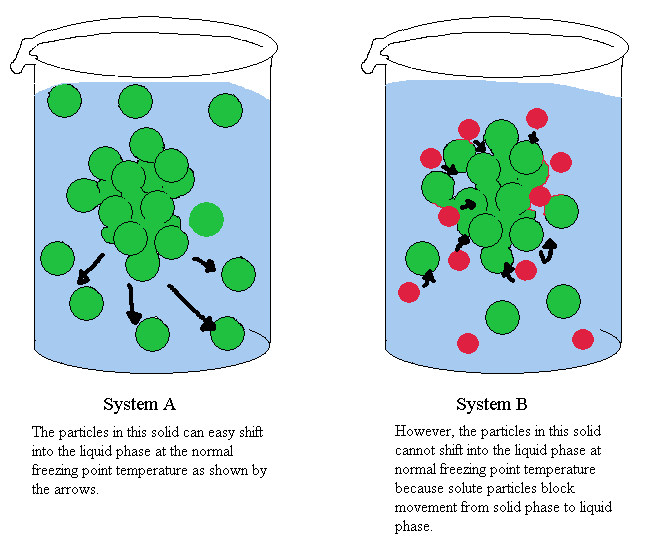 System A
The particles in this solid can easy shift
into the liquid phase at the normal
freezing point temperature as shown by
the arrows.
System B
However, the particles in this solid
cannot shift into the liquid phase at
normal freezing point temperature
because solute particles block
movement from solid phase to liquid
phase.